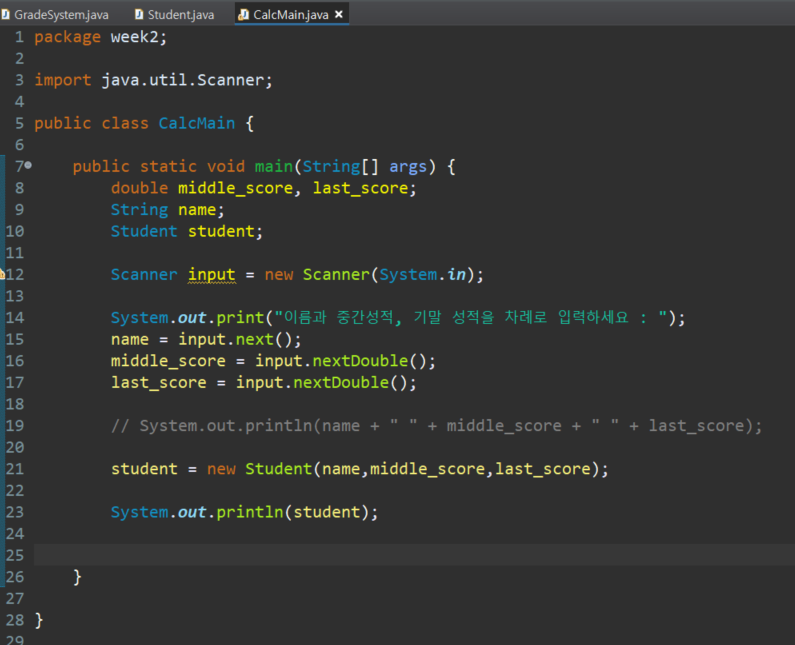 GradeSystem.java Student.java CalcMain.java
1 package week2;
2
3 import java.util.Scanner;
4
5 public class CalcMain {
6
7 public static void main(String[] args) {
8 double middle_score, last_score;
9 String name;
10 Student student;
11
12 Scanner input = new Scanner(System.in);
13
14 System.out.print("이름과 중간성적, 기말 성적을 차례로 입력하세요 : ");
15 name = input.next();
16 middle_score = input.nextDouble();
17 last_score = input.nextDouble();
18
19 // System.out.println(name + " " + middle_score + " " + last_score);
20
21 student = new Student(name,middle_score,last_score);
22
23 System.out.println(student);
24
25
26 }
27
28 }
29